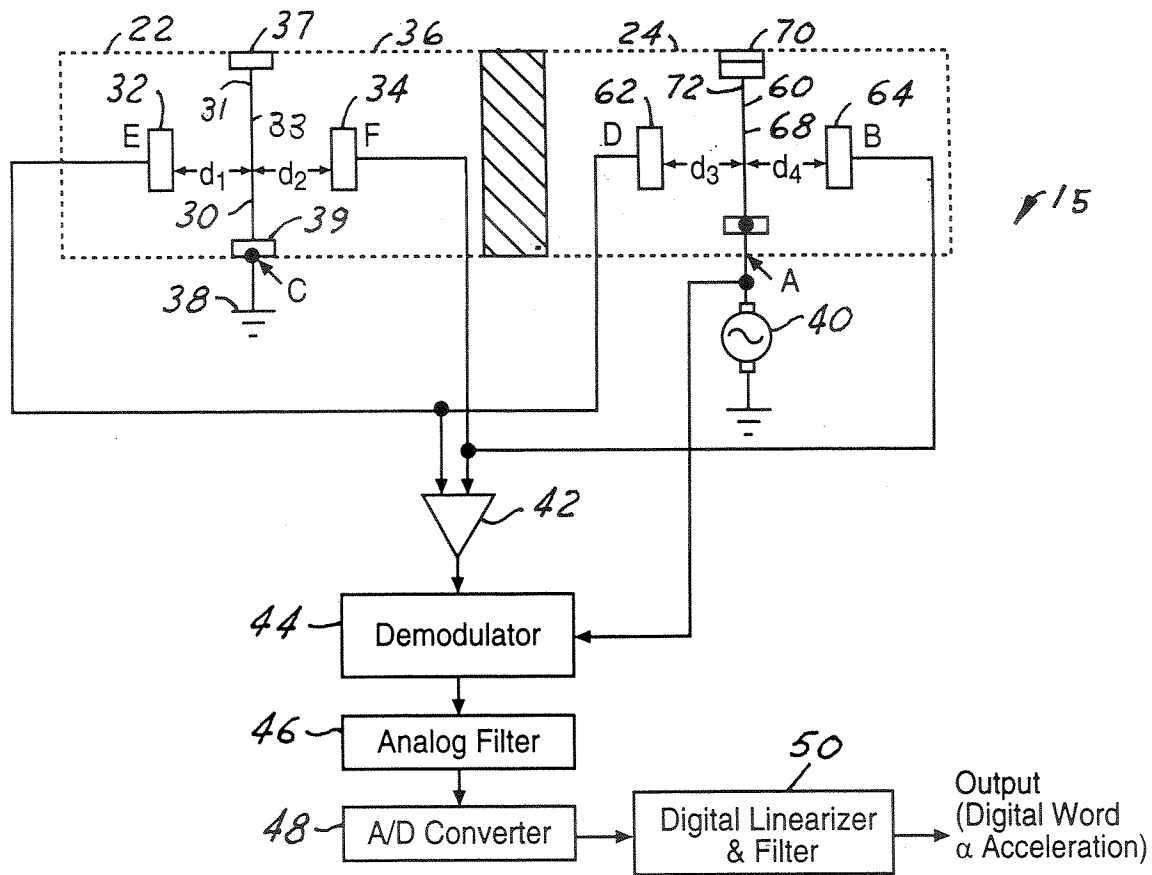 22
37
36
24
70
32
31
33
34
62
72
60
68
64
E
F
D
B
d1
d2
d3
d4
30
39
15
C
A
38
40
42
44
Demodulator
46
Analog Filter
50
48
A/D Converter
Digital Linearizer
& Filter
Output
(Digital Word
α Acceleration)